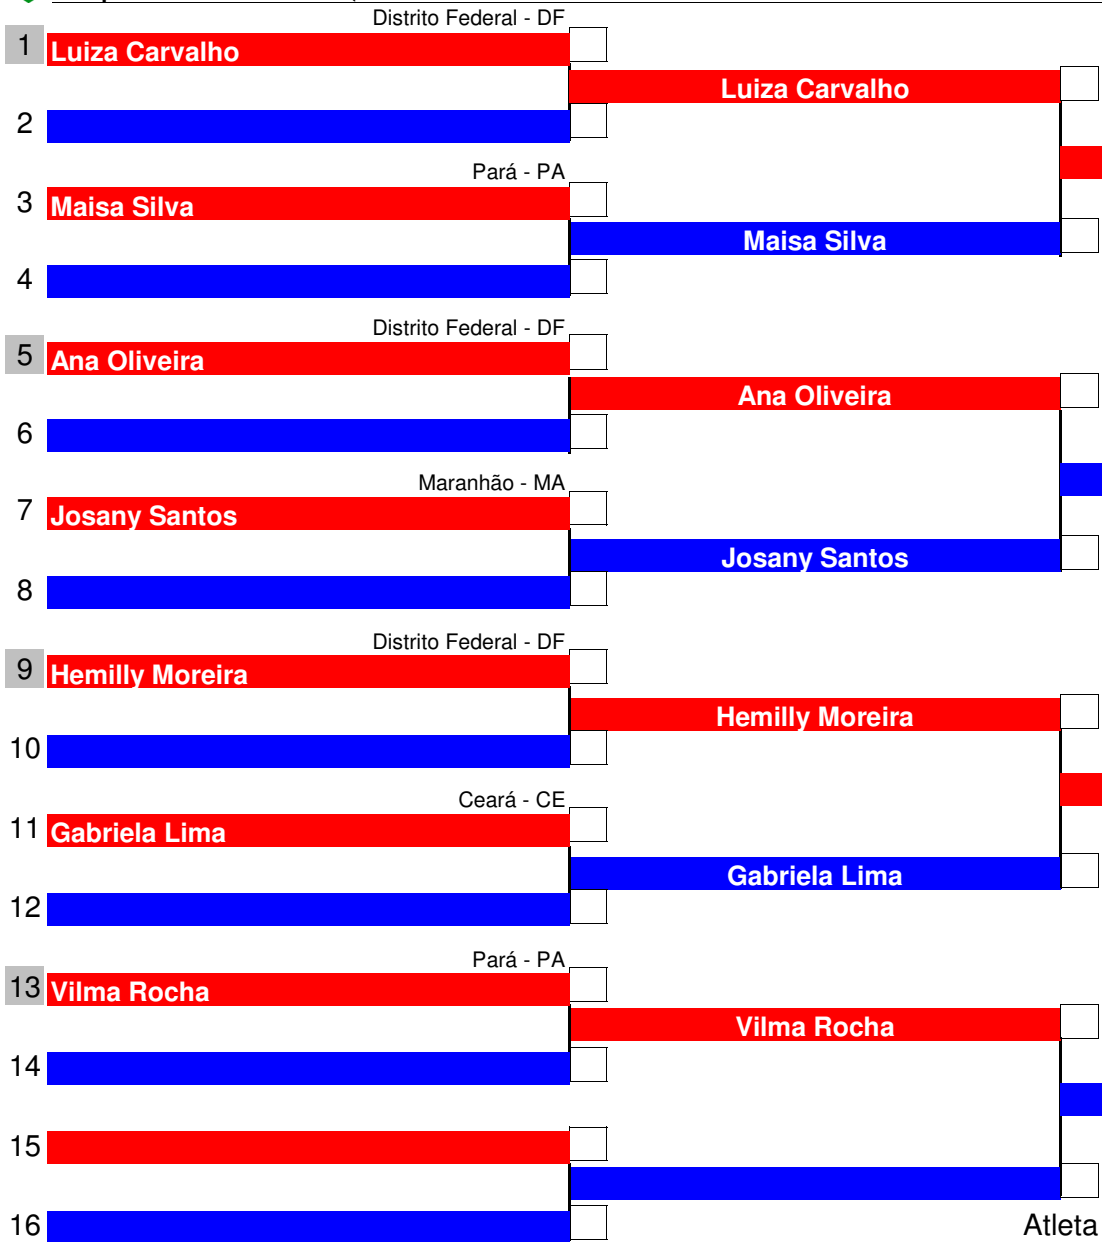 Distrito Federal - DF
1 Luiza Carvalho
Luiza Carvalho
2
Pará - PA
3 Maisa Silva
Maisa Silva
4
Distrito Federal - DF
5 Ana Oliveira
Ana Oliveira
6
Maranhão - MA
7 Josany Santos
Josany Santos
8
Distrito Federal - DF
9 Hemilly Moreira
Hemilly Moreira
10
Ceará - CE
11 Gabriela Lima
Gabriela Lima
12
Pará - PA
13 Vilma Rocha
Vilma Rocha
14
15
16
Atleta